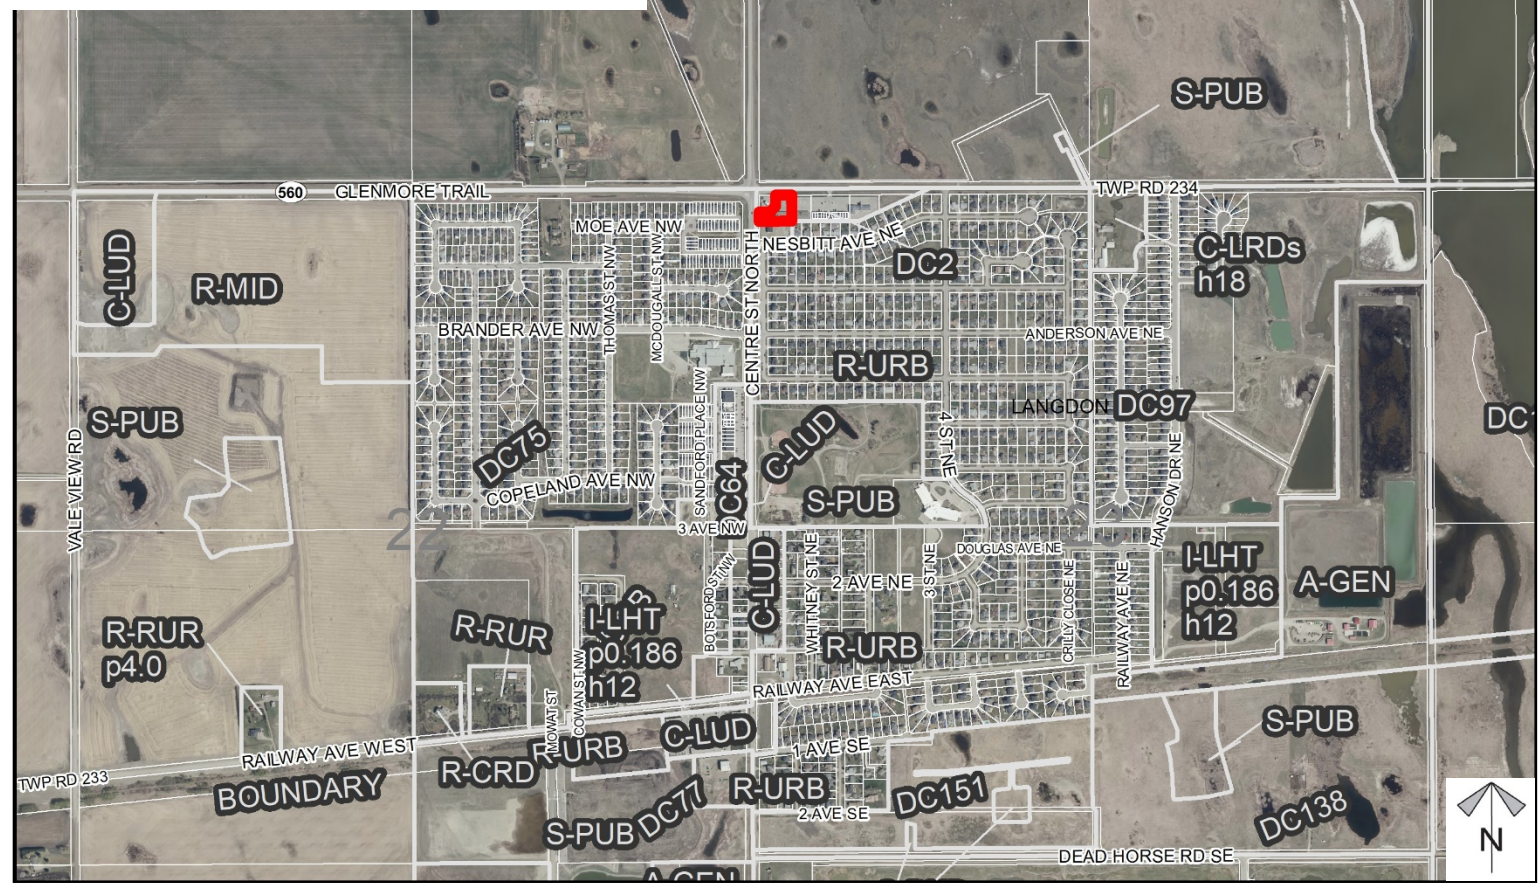 S-PUB
560
GLENMORE TRAIL
TWP RD 234
MOE AVE NW
NESBITT AVE NE
C-LUD
R-MID
THOMAS ST NW
MCDOUGALL ST NW
CENTRE ST NORTH
DC2
C-LRDs
h18
BRANDER AVE NW
ANDERSON AVE NE
R-URB
SANDFORD PLACE NW
LANGDON
DC97
DC
S-PUB
VALE VIEW RD
DC75
C-LUD
4 ST NE
HANSON DR NE
COPELAND AVE NW
C64
S-PUB
22
3 AVE NW
23
DOUGLAS AVE NE
BOTSFORD ST NW
C-LUD
WHITNEY ST NE
2 AVE NE
3 ST NE
CRILLY CLOSE NE
RAILWAY AVE NE
I-LHT
p0.186
h12
A-GEN
R-RUR
p4.0
R-RUR
B
I-LHT
p0.186
h12
R-URB
MOWAT ST
COWAN ST NW
RAILWAY AVE EAST
RAILWAY AVE WEST
R-URB
C-LUD
1 AVE SE
S-PUB
TWP RD 233
BOUNDARY
R-CRD
R-URB
DC151
S-PUB
DC77
2 AVE SE
DC138
N
DEAD HORSE RD SE
A-GEN